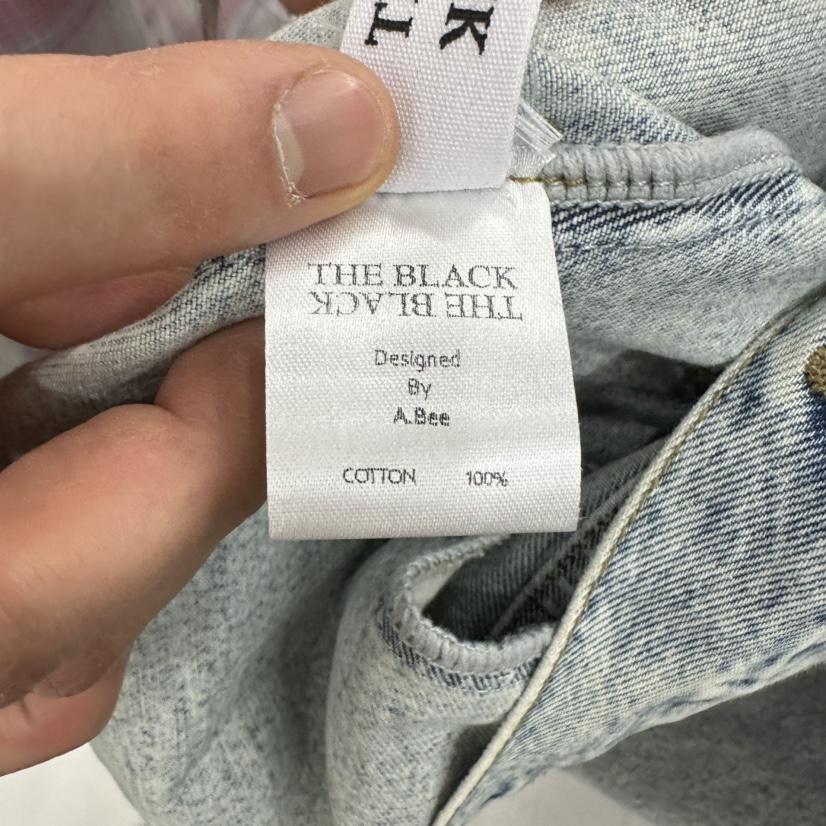 K
T
THE BLACK
THE BLACK
Designed
By
A.Bee
COTTON 100%